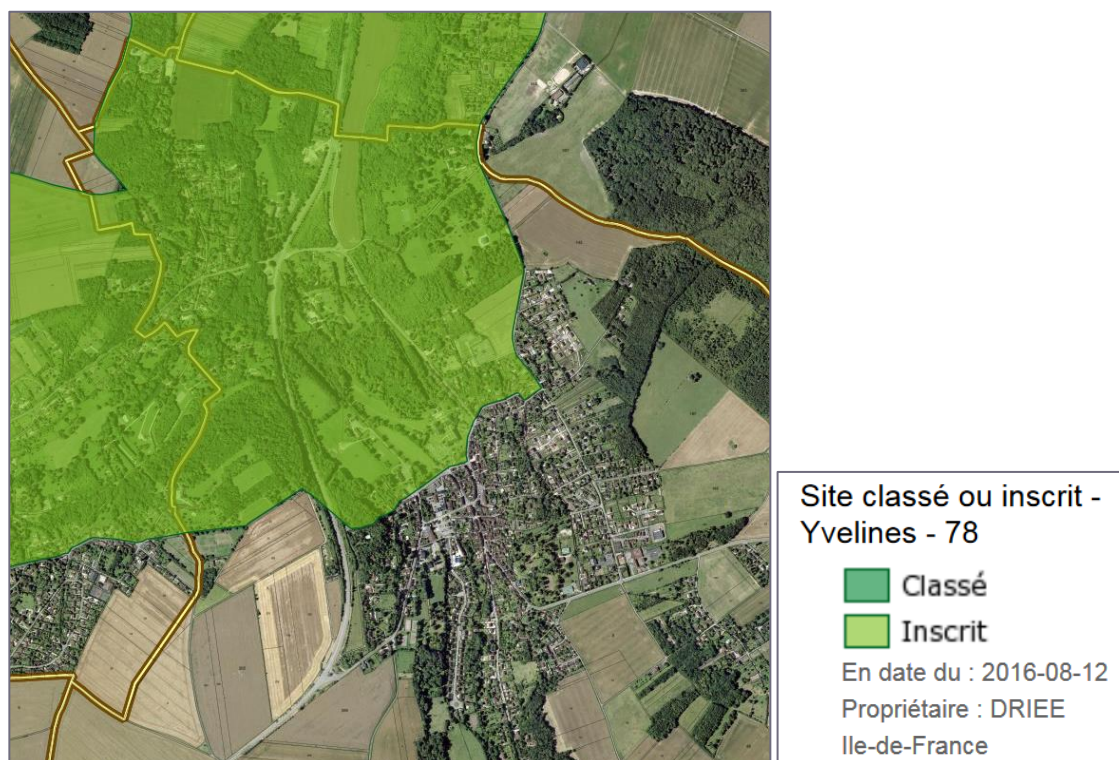 Site classé ou inscrit -
Yvelines - 78
Classé
Inscrit
En date du : 2016-08-12
Propriétaire : DRIEE
Ile-de-France